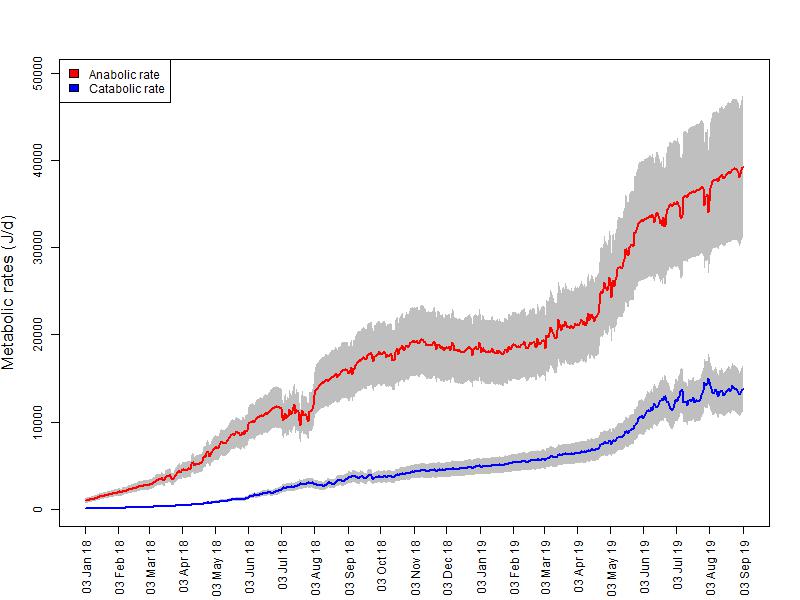 Anabolic rate
Catabolic rate
Metabolic rates (J/d)
50000
40000
30000
20000
10000
0
03 Jan 18
03 Feb 18
03 Mar 18
03 Apr 18
03 May 18
03 Jun 18
03 Jul 18
03 Aug 18
03 Sep 18
03 Oct 18
03 Nov 18
03 Dec 18
03 Jan 19
03 Feb 19
03 Mar 19
03 Apr 19
03 May 19
03 Jun 19
03 Jul 19
03 Aug 19
03 Sep 19